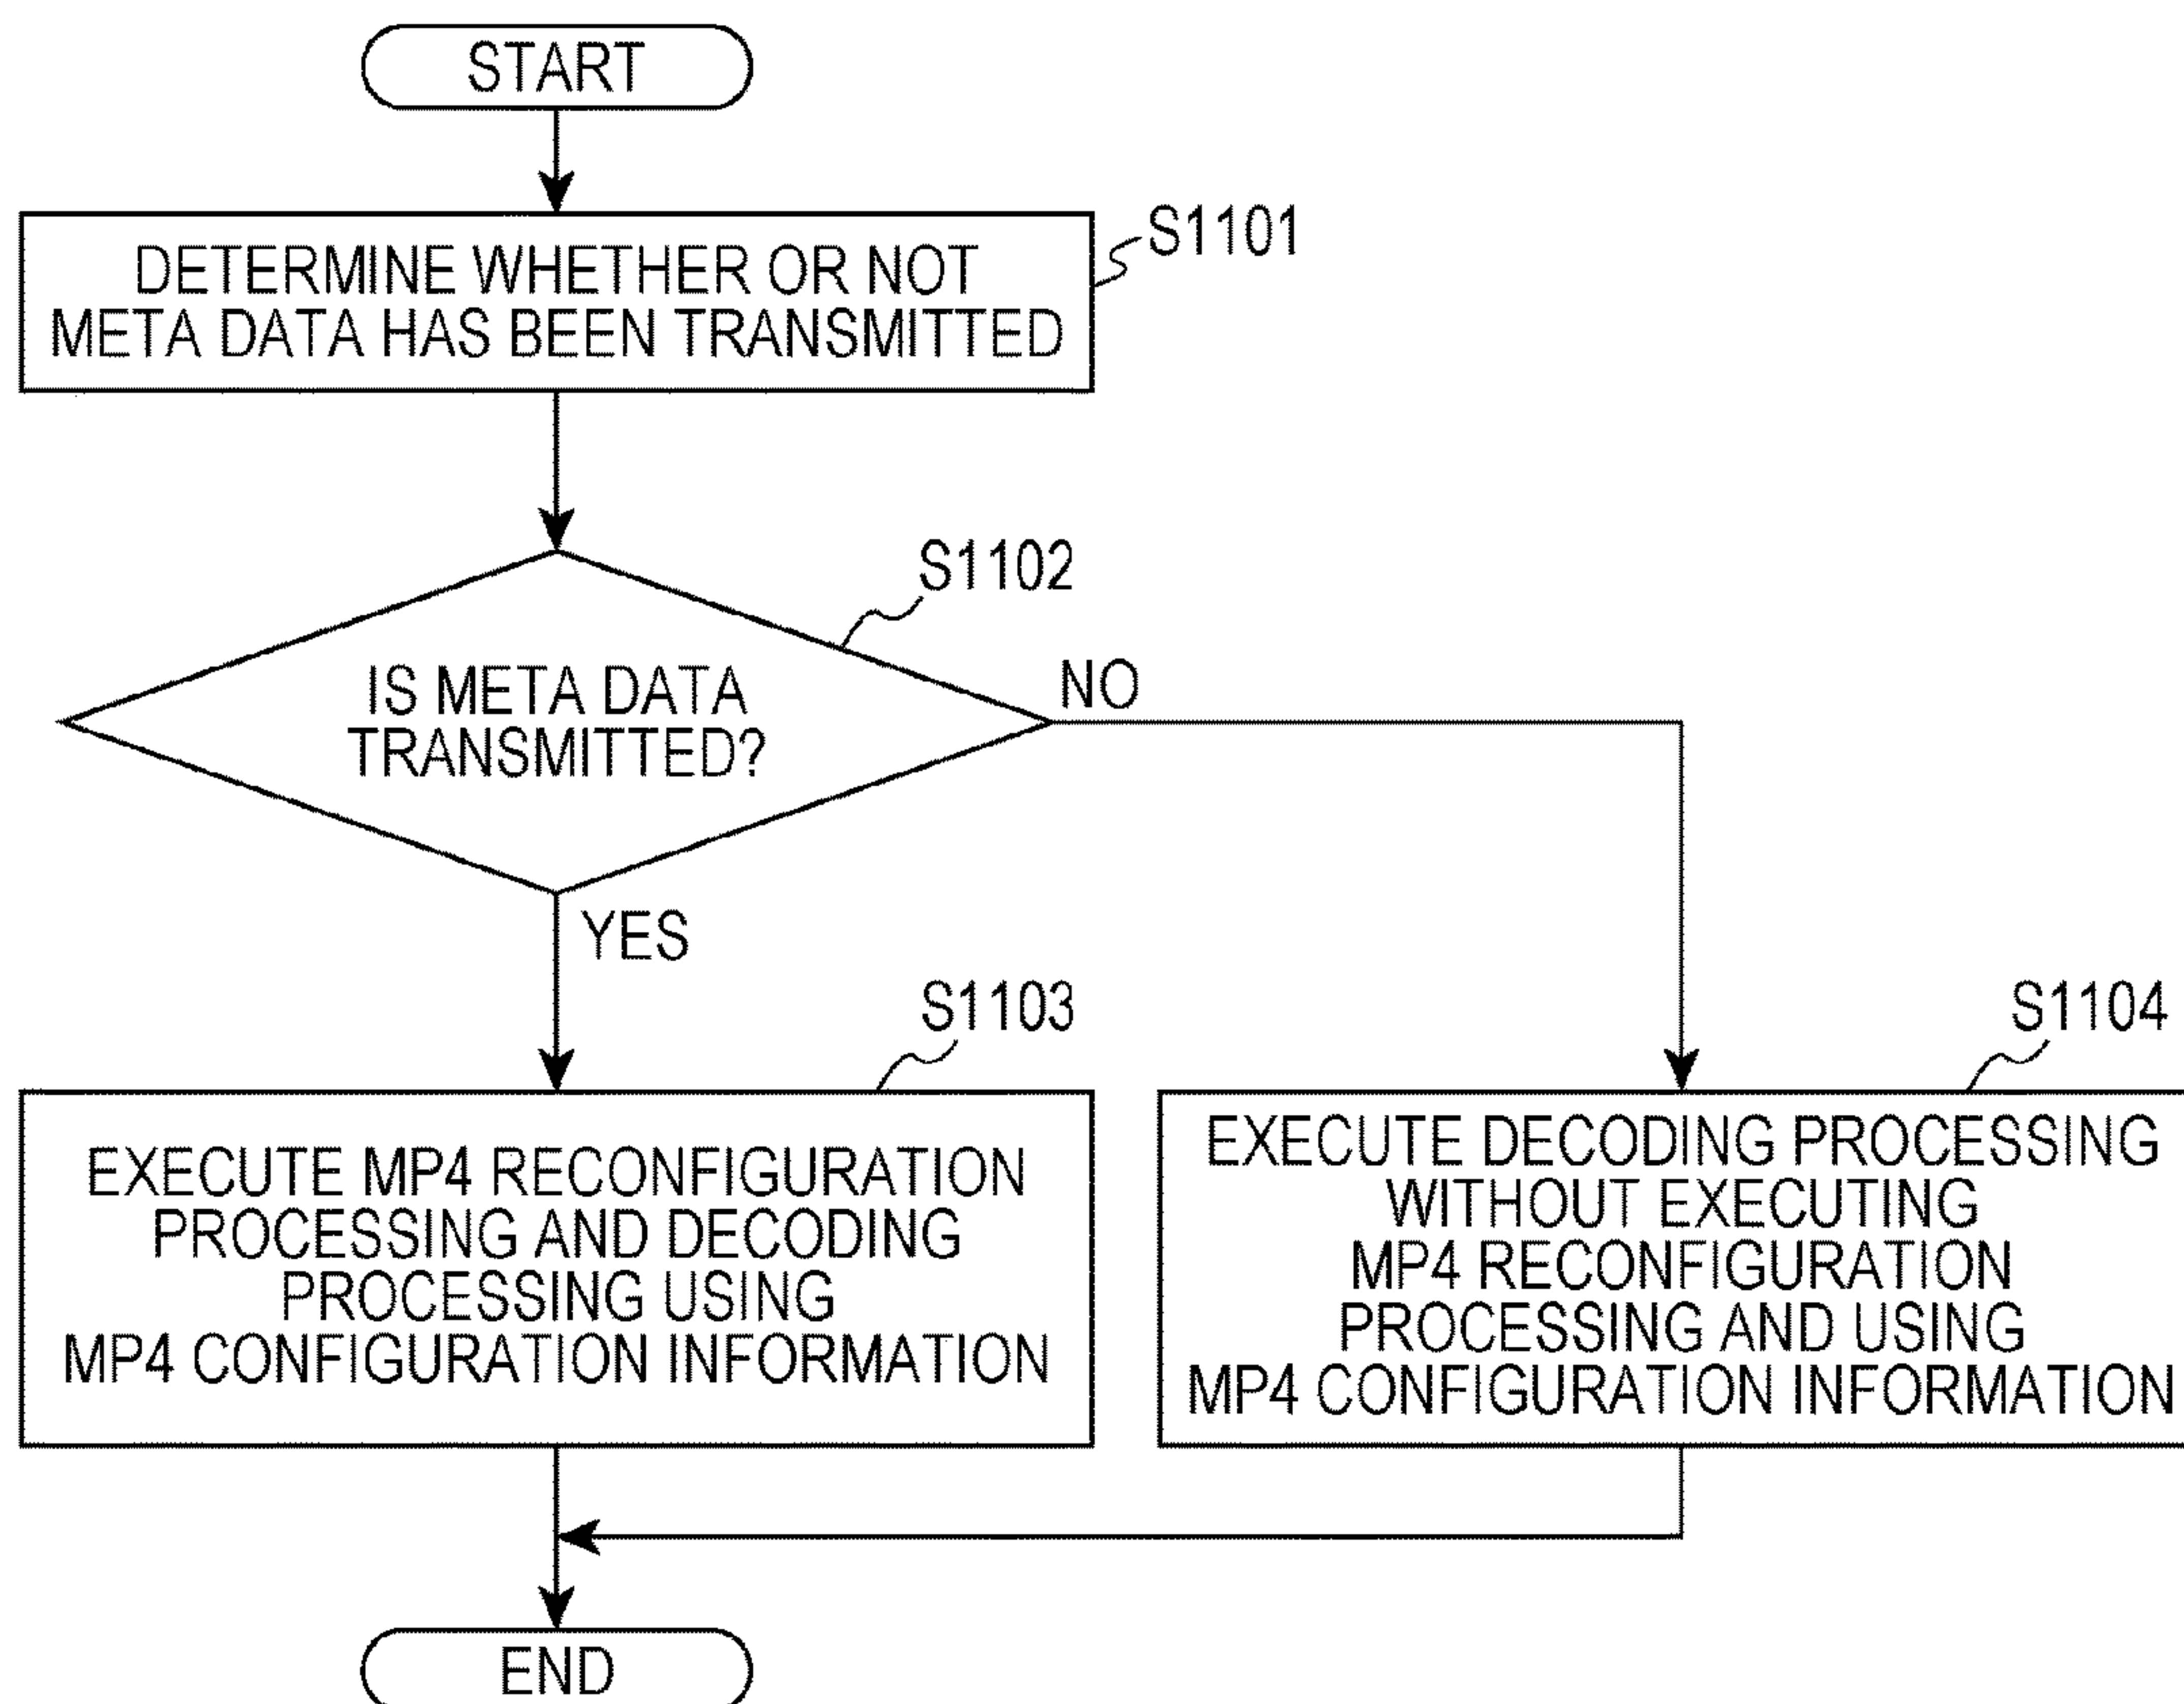 START
DETERMINE WHETHER OR NOT
META DATA HAS BEEN TRANSMITTED
S1101
IS META DATA
TRANSMITTED?
S1102
NO
YES
S1103
EXECUTE MP4 RECONFIGURATION
PROCESSING AND DECODING
PROCESSING USING
MP4 CONFIGURATION INFORMATION
S1104
EXECUTE DECODING PROCESSING
WITHOUT EXECUTING
MP4 RECONFIGURATION
PROCESSING AND USING
MP4 CONFIGURATION INFORMATION
END